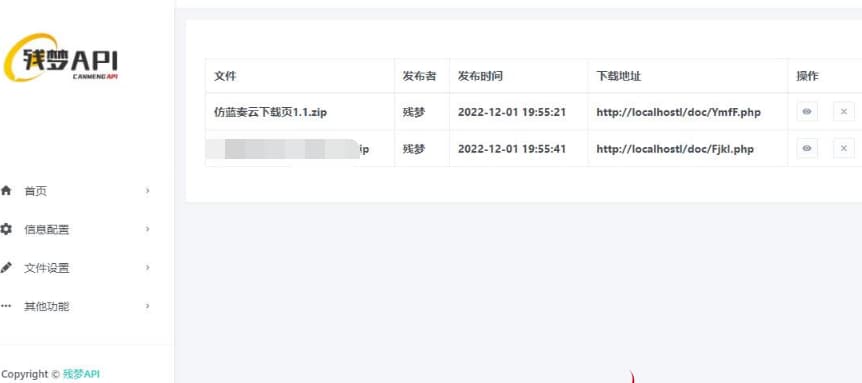 残梦API
CANMENG API
首页
信息配置
文件设置
其他功能
Copyright © 残梦API
文件 发布者 发布时间 下载地址 操作
仿蓝奏云下载页1.1.zip 残梦 2022-12-01 19:55:21 http://localhostl/doc/YmfF.php
ip 残梦 2022-12-01 19:55:41 http://localhostl/doc/Fjkl.php